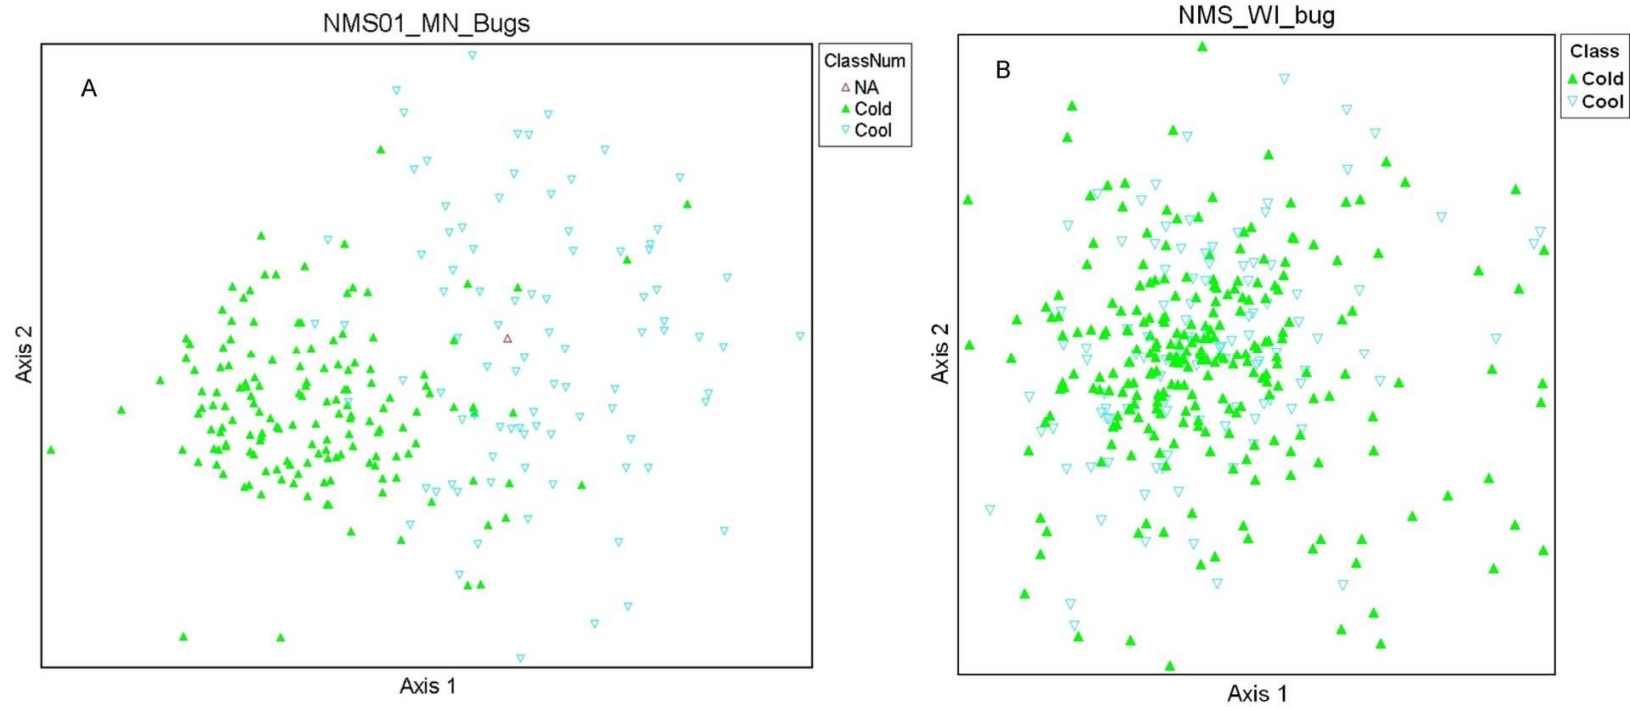 NMS01_MN_Bugs
A
ClassNum
NA
Cold
Cool
Axis 2
Axis 1
NMS_WI_bug
B
Class
Cold
Cool
Axis 2
Axis 1